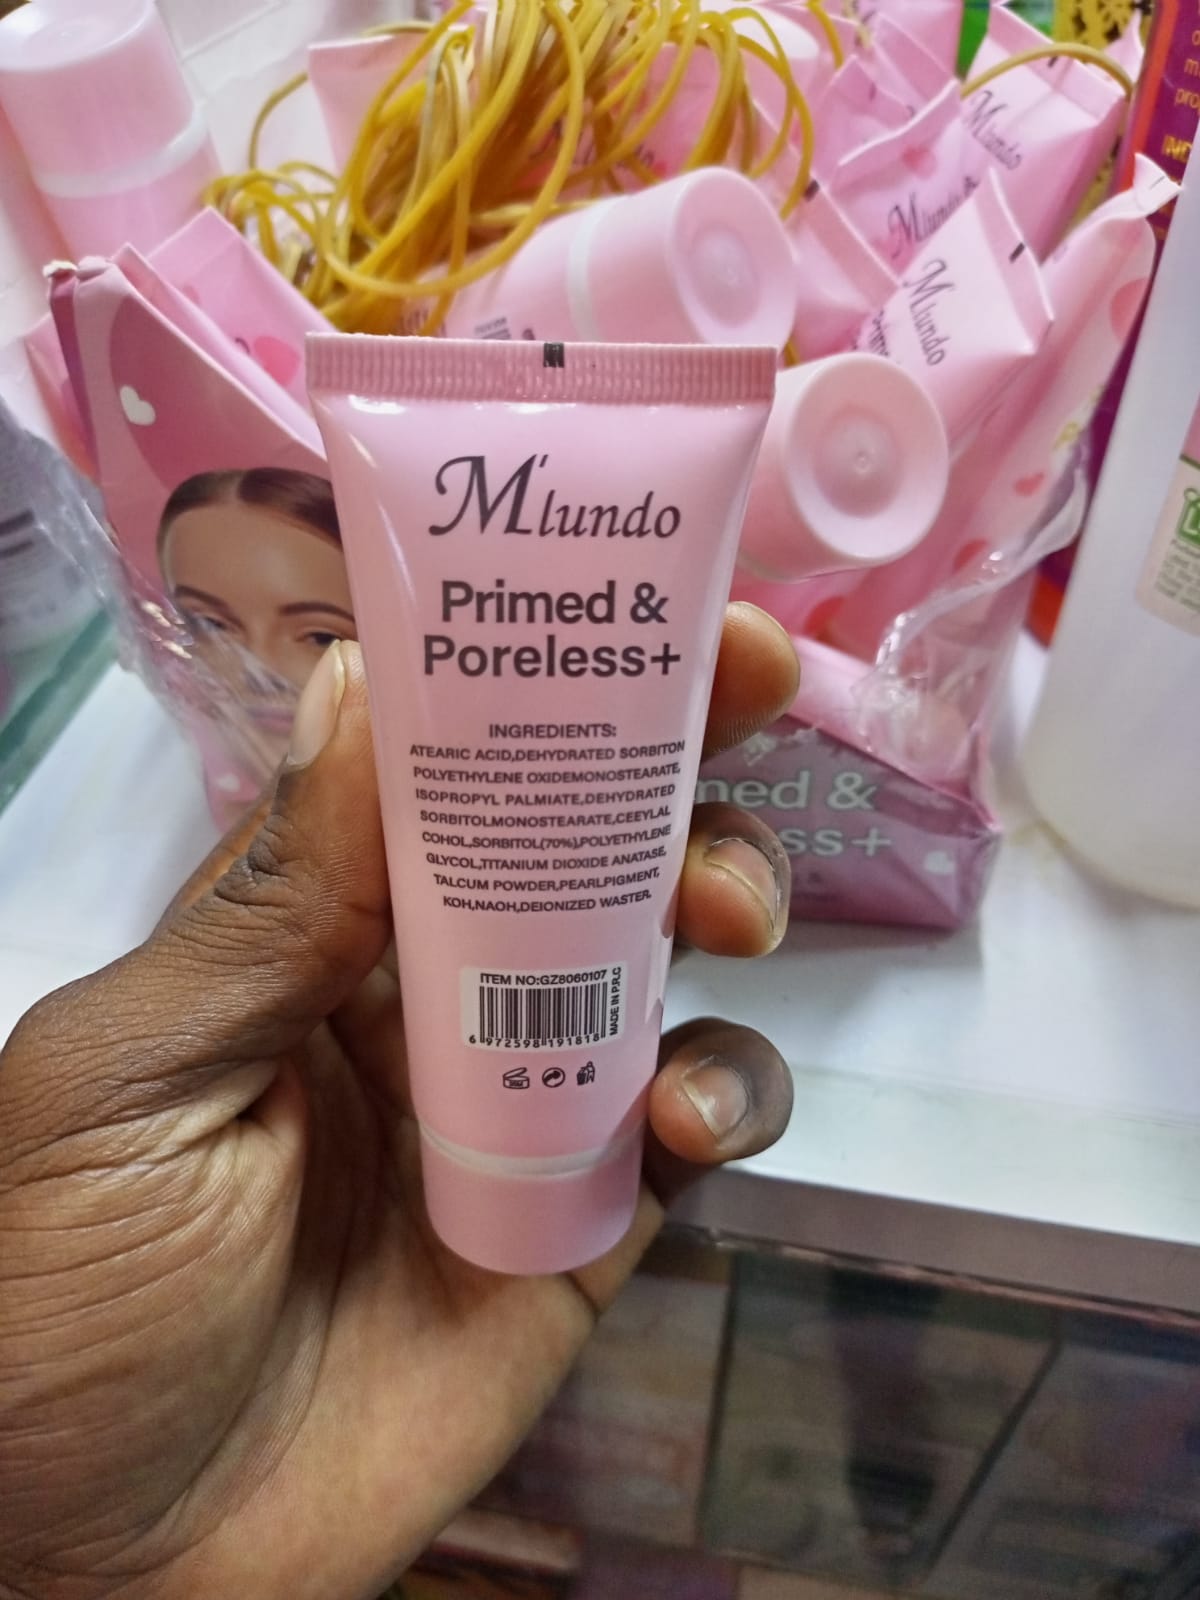 M'lundo
Primed &
Poreless+
INGREDIENTS:
ATEARIC ACID,DEHYDRATED SORBITON
POLYETHYLENE OXIDEMONOSTEARATE,
ISOPROPYL PALMIATE,DEHYDRATED
SORBITOLMONOSTEARATE,CEEYLAL
COHOL,SORBITOL(70%),POLYETHYLENE
GLYCOL,TITANIUM DIOXIDE ANATASE,
TALCUM POWDER,PEARLPIGMENT,
KOH,NAOH,DEIONIZED WASTER.
ITEM NO:GZ8060107
6 972598 191818
MADE IN P.R.C
M'lundo
M'lundo
M'lundo
med &
ss+